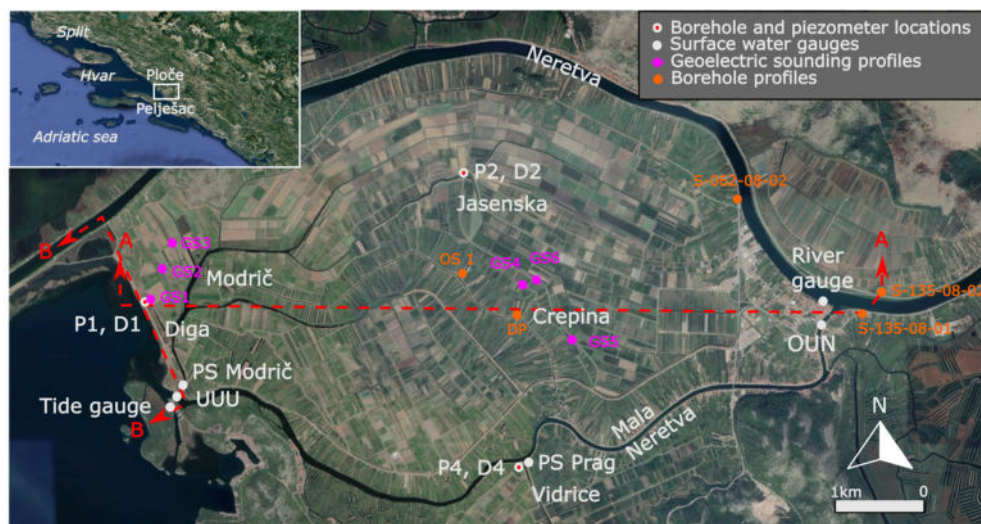 Split
Hvar
Ploče
Pelješac
Adriatic sea
Borehole and piezometer locations
Surface water gauges
Geoelectric sounding profiles
Borehole profiles
Neretva
P2, D2
Jasenska
S-082-08-02
B
A
GS3
GS2
GS1
Modrič
OS 1
GS4
GS6
River
gauge
A
S-135-08-02
P1, D1
Diga
DP
Crepina
S-135-08-01
OUN
GS5
PS Modrič
UUU
Tide gauge
B
Mala
Neretva
P4, D4
PS Prag
Vidrice
N
1km
0